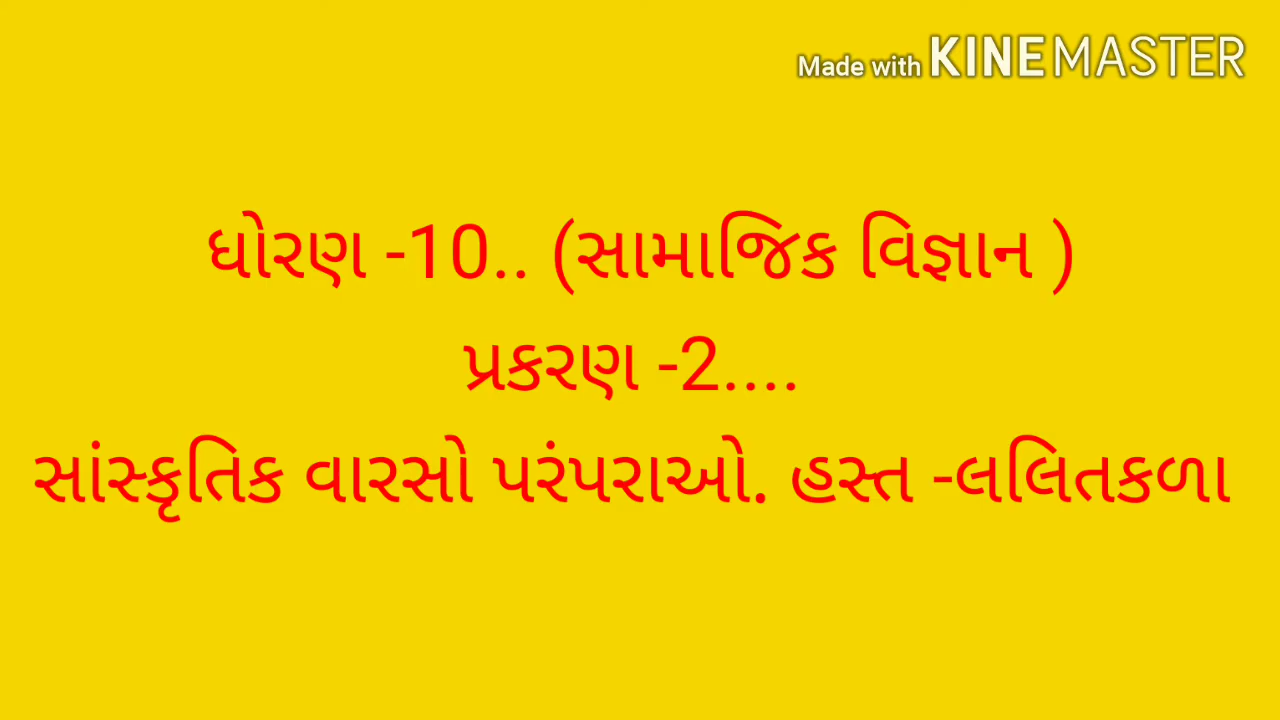 Made with KINEMASTER
ધોરણ -10.. (સામાજિક વિજ્ઞાન )
પ્રકરણ -2....
સાંસ્કૃતિક વારસો પરંપરાઓ. હસ્ત -લલિતકળા